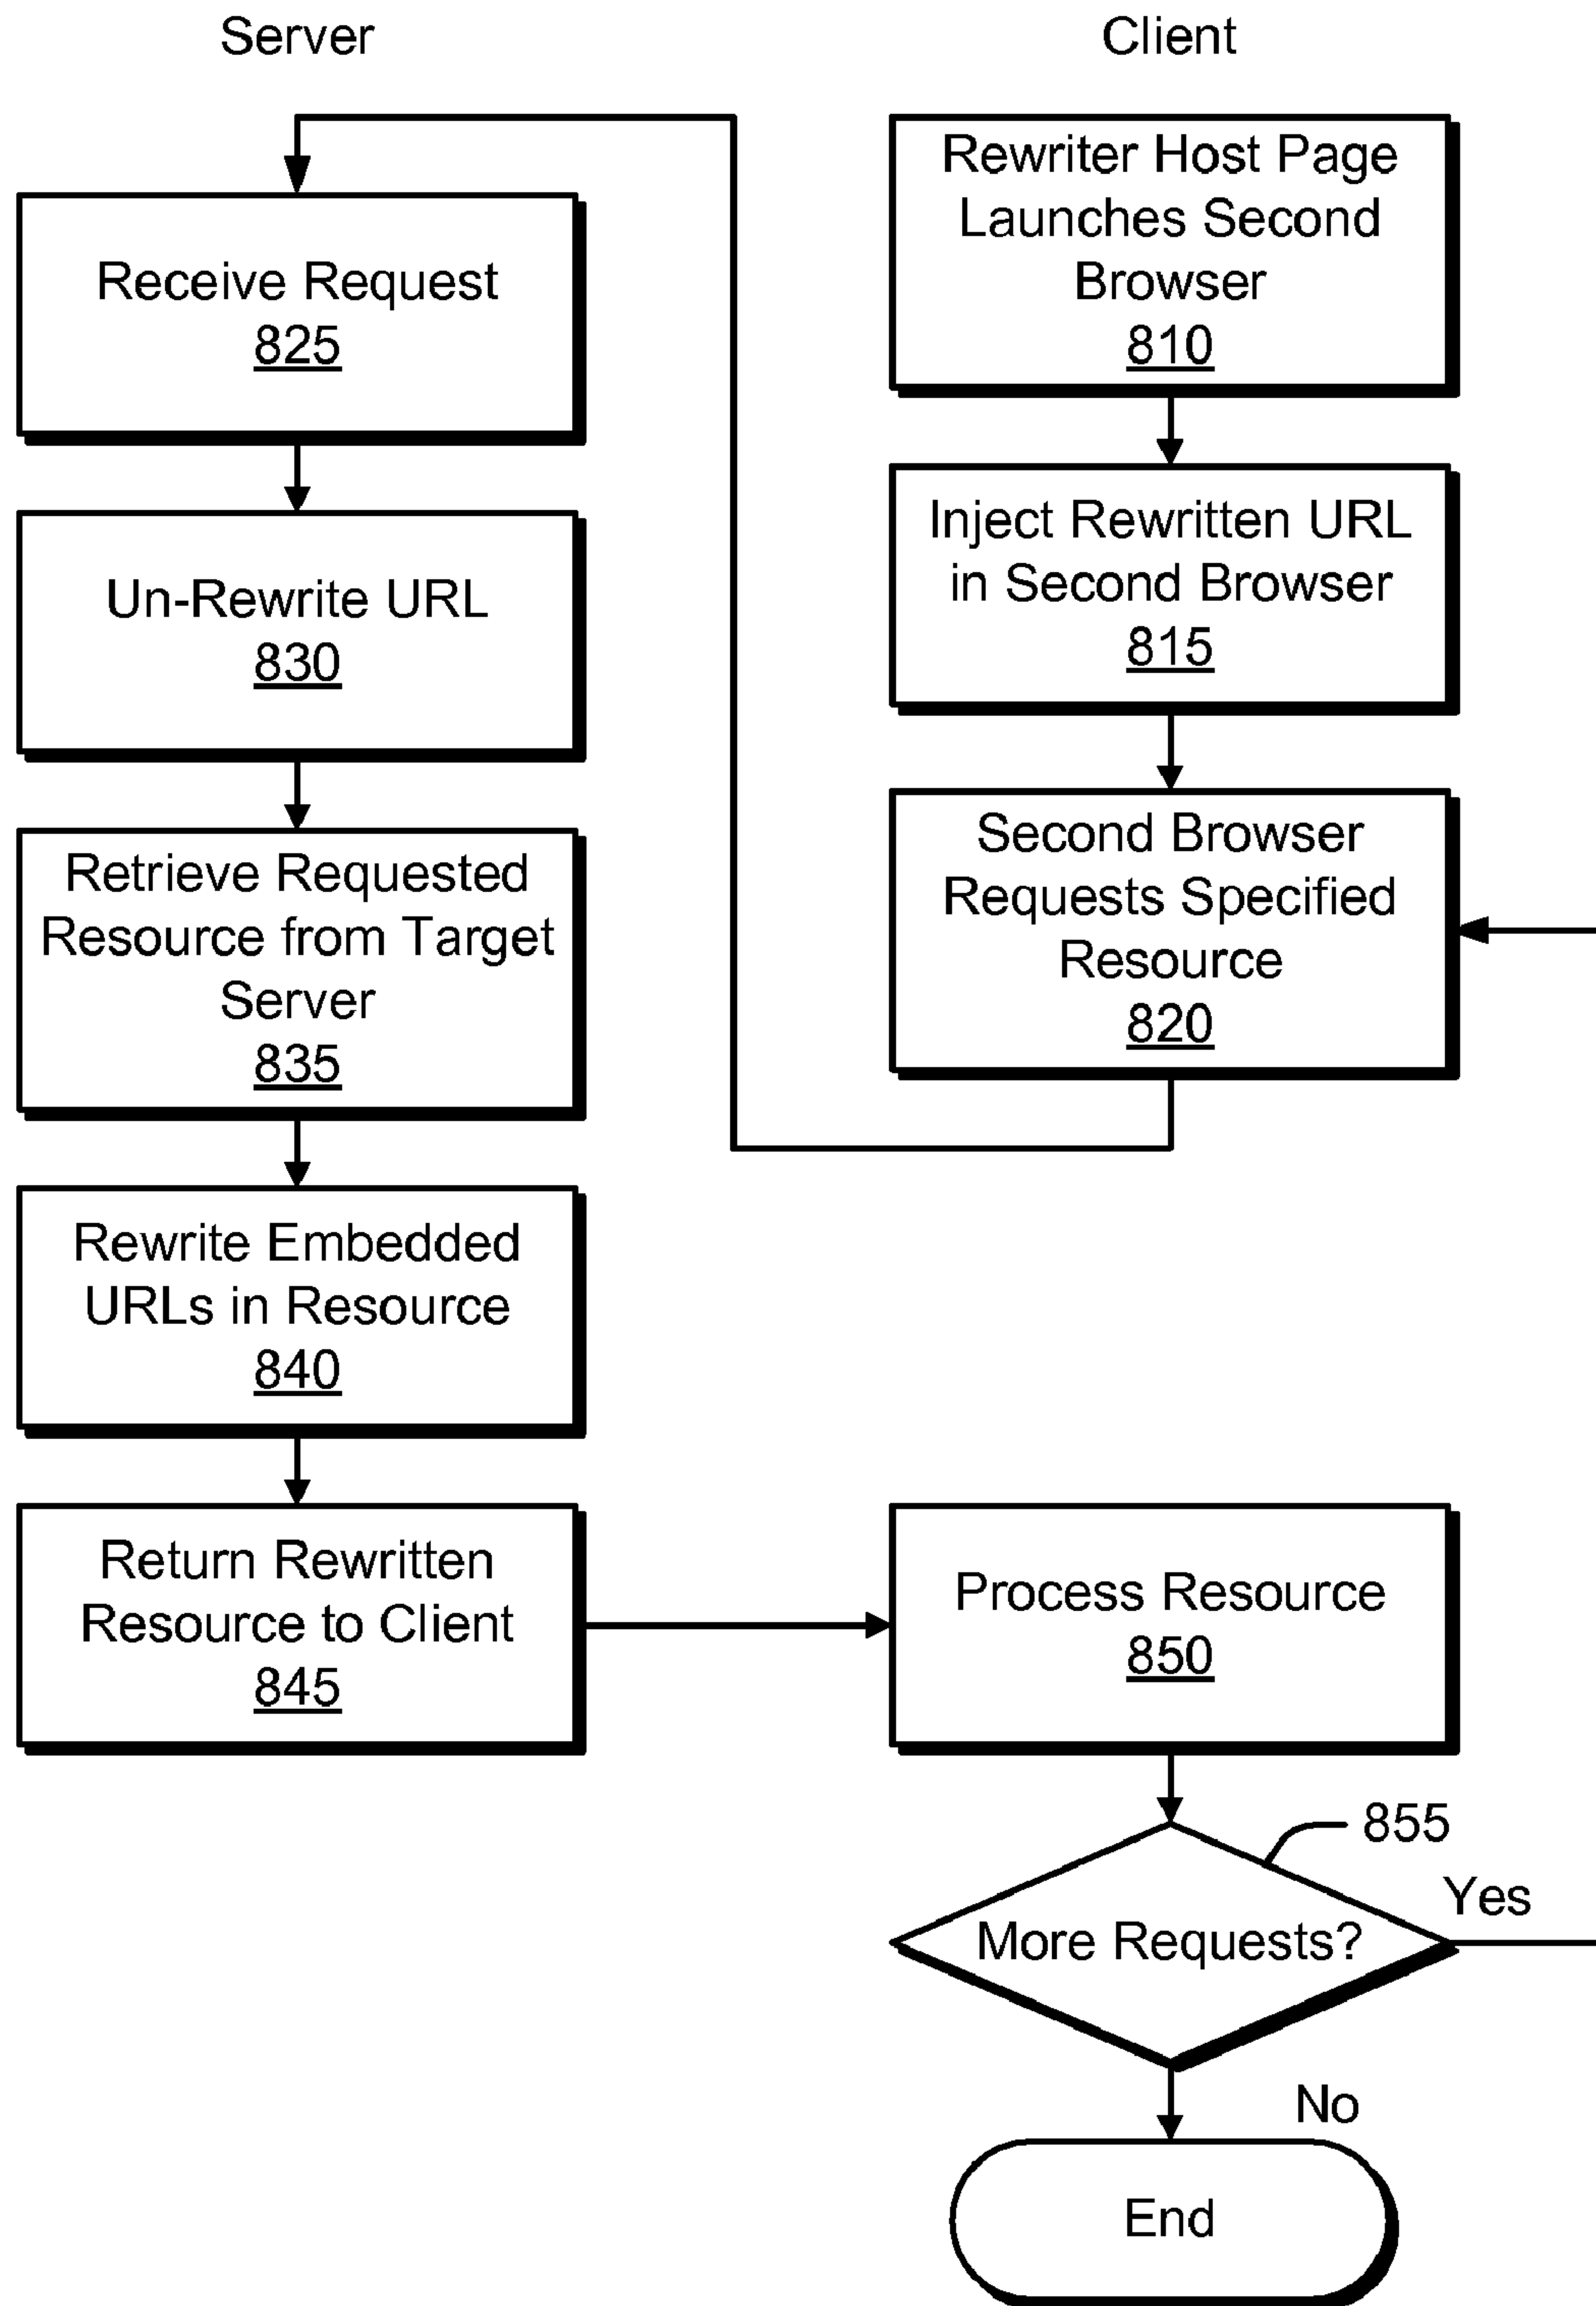 Server
Client
Rewriter Host Page
Launches Second
Browser
810
Inject Rewritten URL
in Second Browser
815
Second Browser
Requests Specified
Resource
820
Receive Request
825
Un-Rewrite URL
830
Retrieve Requested
Resource from Target
Server
835
Rewrite Embedded
URLs in Resource
840
Return Rewritten
Resource to Client
845
Process Resource
850
855
More Requests?
Yes
No
End